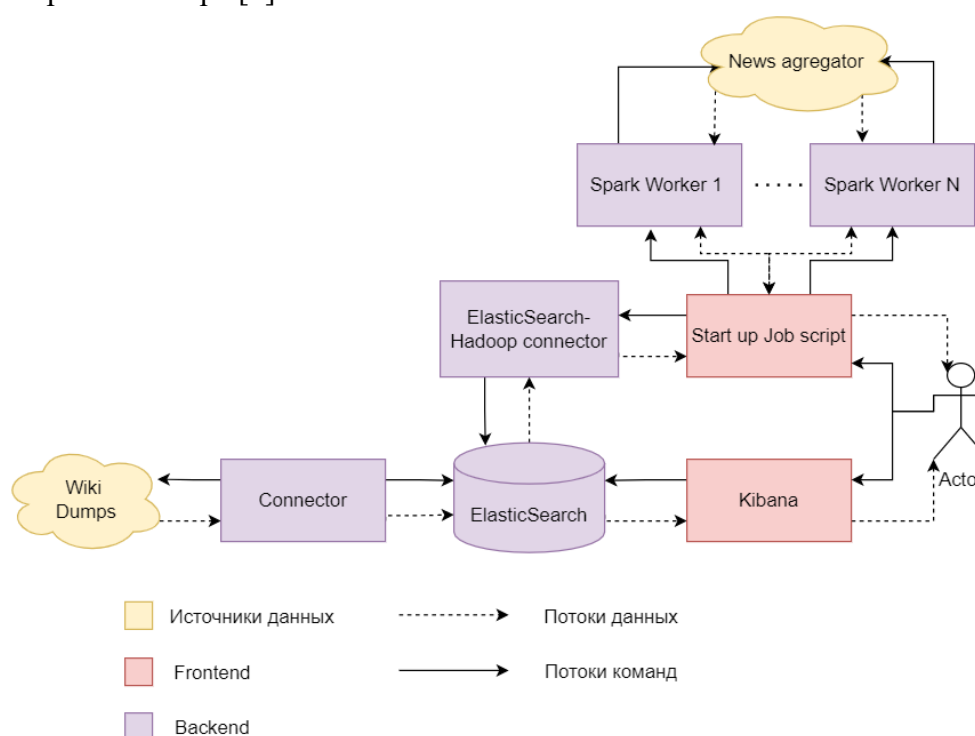 News agregator
Spark Worker 1
.....
Spark Worker N
ElasticSearch-
Hadoop connector
Start up Job script
Wiki
Dumps
Connector
ElasticSearch
Kibana
Acto
Источники данных
Потоки данных
Frontend
Потоки команд
Backend